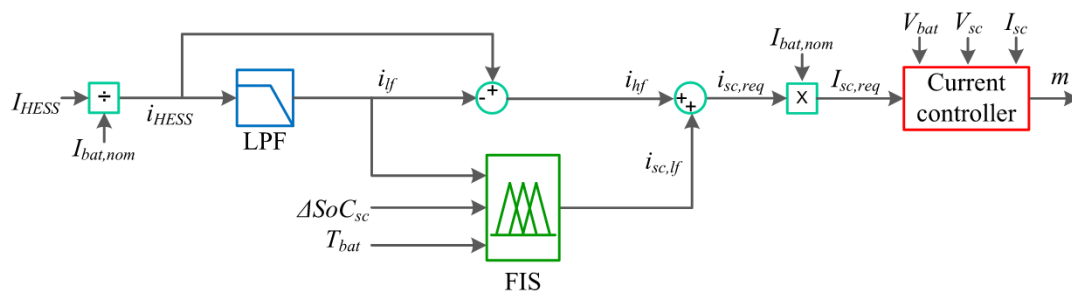 V_bat V_sc I_sc
I_bat,nom
i_lf
i_hf
i_sc,req
m
I_HESS
÷
i_HESS
- +
+ +
X
I_sc,req
Current
controller
LPF
I_bat,nom
i_sc,lf
ΔSoC_sc
T_bat
FIS